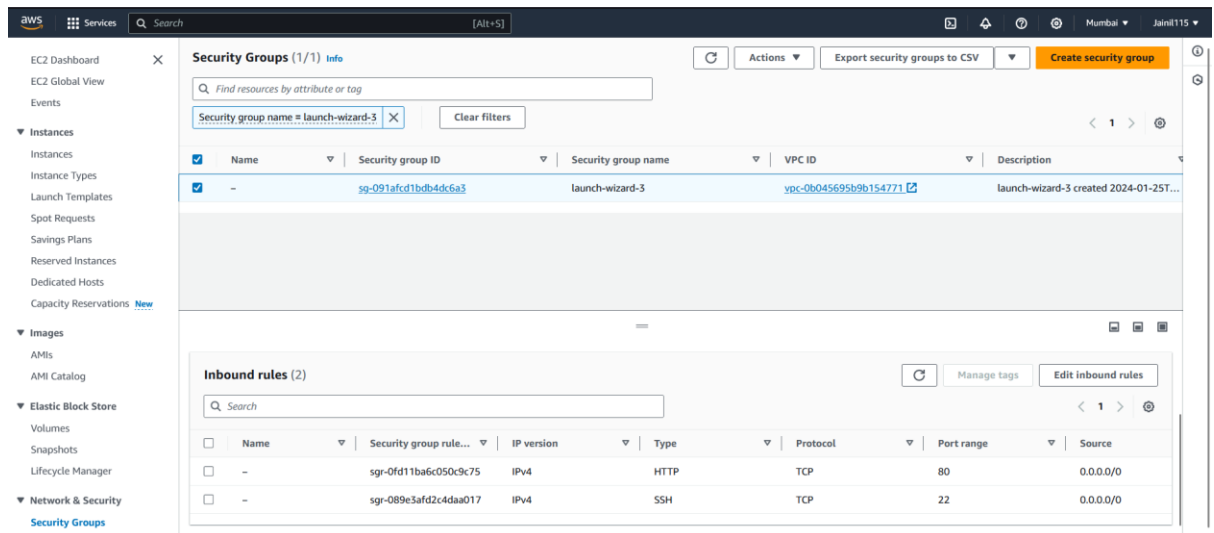 aws Services Search [Alt+S] Mumbai ▼ Jainil115 ▼
EC2 Dashboard
EC2 Global View
Events
▼ Instances
Instances
Instance Types
Launch Templates
Spot Requests
Savings Plans
Reserved Instances
Dedicated Hosts
Capacity Reservations New
▼ Images
AMIs
AMI Catalog
▼ Elastic Block Store
Volumes
Snapshots
Lifecycle Manager
▼ Network & Security
Security Groups
Security Groups (1/1) Info Actions ▼ Export security groups to CSV ▼ Create security group
Find resources by attribute or tag
Security group name = launch-wizard-3 Clear filters < 1 >
Name Security group ID Security group name VPC ID Description
– sg-091afcd1bdb4dc6a3 launch-wizard-3 vpc-0b045695b9b154771 launch-wizard-3 created 2024-01-25T...
Inbound rules (2) Manage tags Edit inbound rules
Search < 1 >
Name Security group rule... IP version Type Protocol Port range Source
– sgr-0fd11ba6c050c9c75 IPv4 HTTP TCP 80 0.0.0.0/0
– sgr-089e3afd2c4daa017 IPv4 SSH TCP 22 0.0.0.0/0